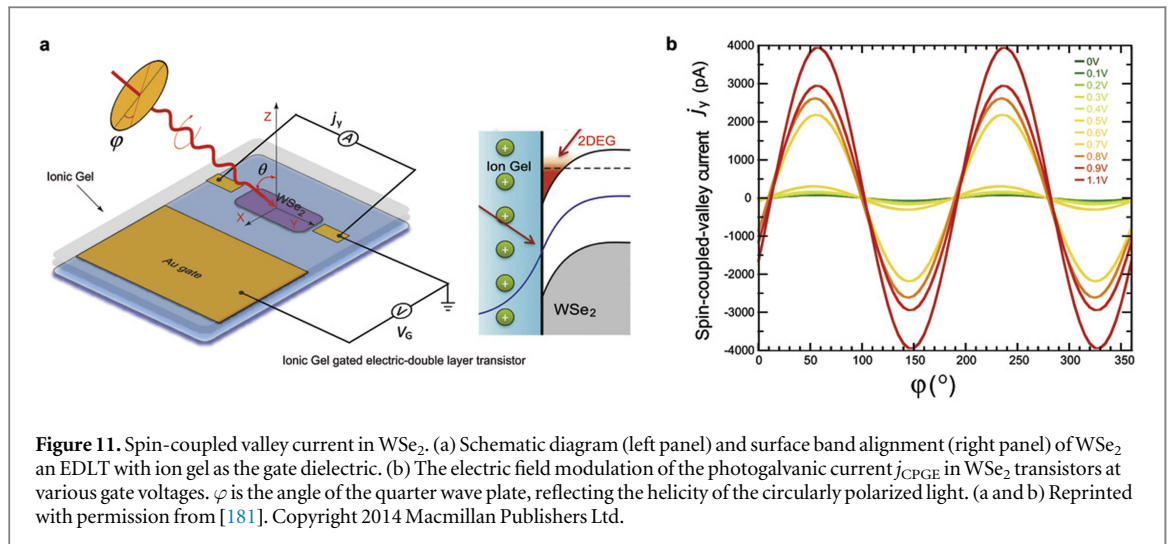 a
φ
Ionic Gel
Z
θ
X
Y
WSe₂
j_y
A
Au gate
V
V_G
Ionic Gel gated electric-double layer transistor
2DEG
Ion Gel
+
+
+
+
+
+
WSe₂
b
Spin-coupled-valley current j_y (pA)
4000
3000
2000
1000
0
-1000
-2000
-3000
-4000
0 50 100 150 200 250 300 350
φ(°)
0V
0.1V
0.2V
0.3V
0.4V
0.5V
0.6V
0.7V
0.8V
0.9V
1.1V
Figure 11. Spin-coupled valley current in WSe₂. (a) Schematic diagram (left panel) and surface band alignment (right panel) of WSe₂
an EDLT with ion gel as the gate dielectric. (b) The electric field modulation of the photogalvanic current j_CPGE in WSe₂ transistors at
various gate voltages. φ is the angle of the quarter wave plate, reflecting the helicity of the circularly polarized light. (a and b) Reprinted
with permission from [181]. Copyright 2014 Macmillan Publishers Ltd.